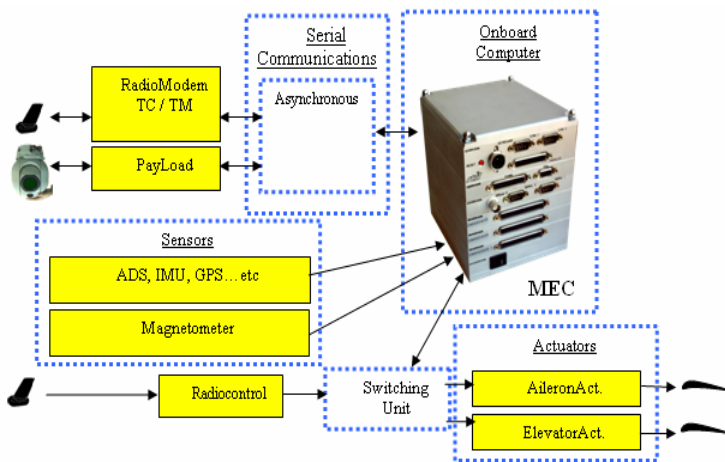 Serial
Communications
Onboard
Computer
RadioModem
TC / TM
Asynchronous
PayLoad
Sensors
ADS, IMU, GPS…etc
MEC
Magnetometer
Actuators
Radiocontrol
Switching
Unit
AileronAct.
ElevatorAct.